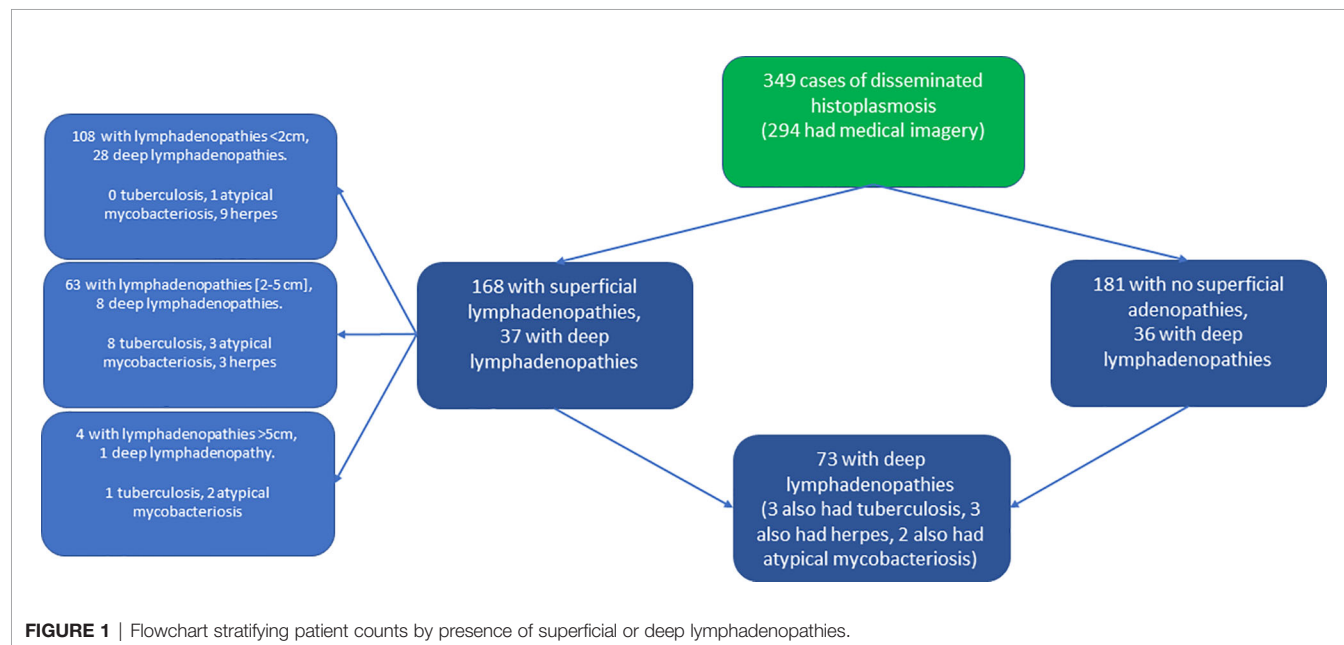 349 cases of disseminated
histoplasmosis
(294 had medical imagery)
108 with lymphadenopathies <2cm,
28 deep lymphadenopathies.
0 tuberculosis, 1 atypical
mycobacteriosis, 9 herpes
63 with lymphadenopathies [2-5 cm],
8 deep lymphadenopathies.
8 tuberculosis, 3 atypical
mycobacteriosis, 3 herpes
4 with lymphadenopathies >5cm,
1 deep lymphadenopathy.
1 tuberculosis, 2 atypical
mycobacteriosis
168 with superficial
lymphadenopathies,
37 with deep
lymphadenopathies
181 with no superficial
adenopathies,
36 with deep
lymphadenopathies
73 with deep
lymphadenopathies
(3 also had tuberculosis, 3
also had herpes, 2 also had
atypical mycobacteriosis)
FIGURE 1 | Flowchart stratifying patient counts by presence of superficial or deep lymphadenopathies.